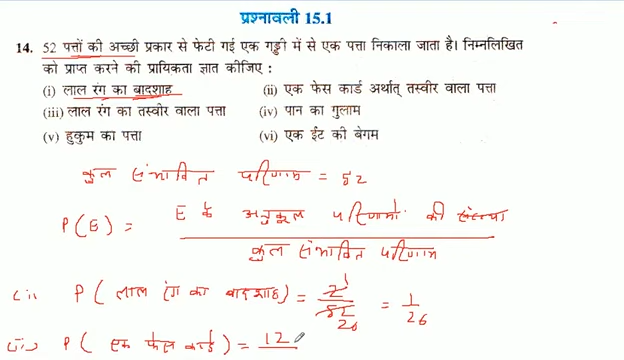 प्रश्नावली 15.1
14. 52 पत्तों की अच्छी प्रकार से फेटी गई एक गड्डी में से एक पत्ता निकाला जाता है। निम्नलिखित
को प्राप्त करने की प्रायिकता ज्ञात कीजिए :
(i) लाल रंग का बादशाह (ii) एक फेस कार्ड अर्थात् तस्वीर वाला पत्ता
(iii) लाल रंग का तस्वीर वाला पत्ता (iv) पान का गुलाम
(v) हुकुम का पत्ता (vi) एक ईंट की बेगम
कुल संभावित परिणाम = 52
P(E) = E के अनुकूल परिणामों की संख्या
कुल संभावित परिणाम
(i) P( लाल रंग का बादशाह) = 2 1 / 52 26 = 1 / 26
(ii) P( एक फेस कार्ड) = 12